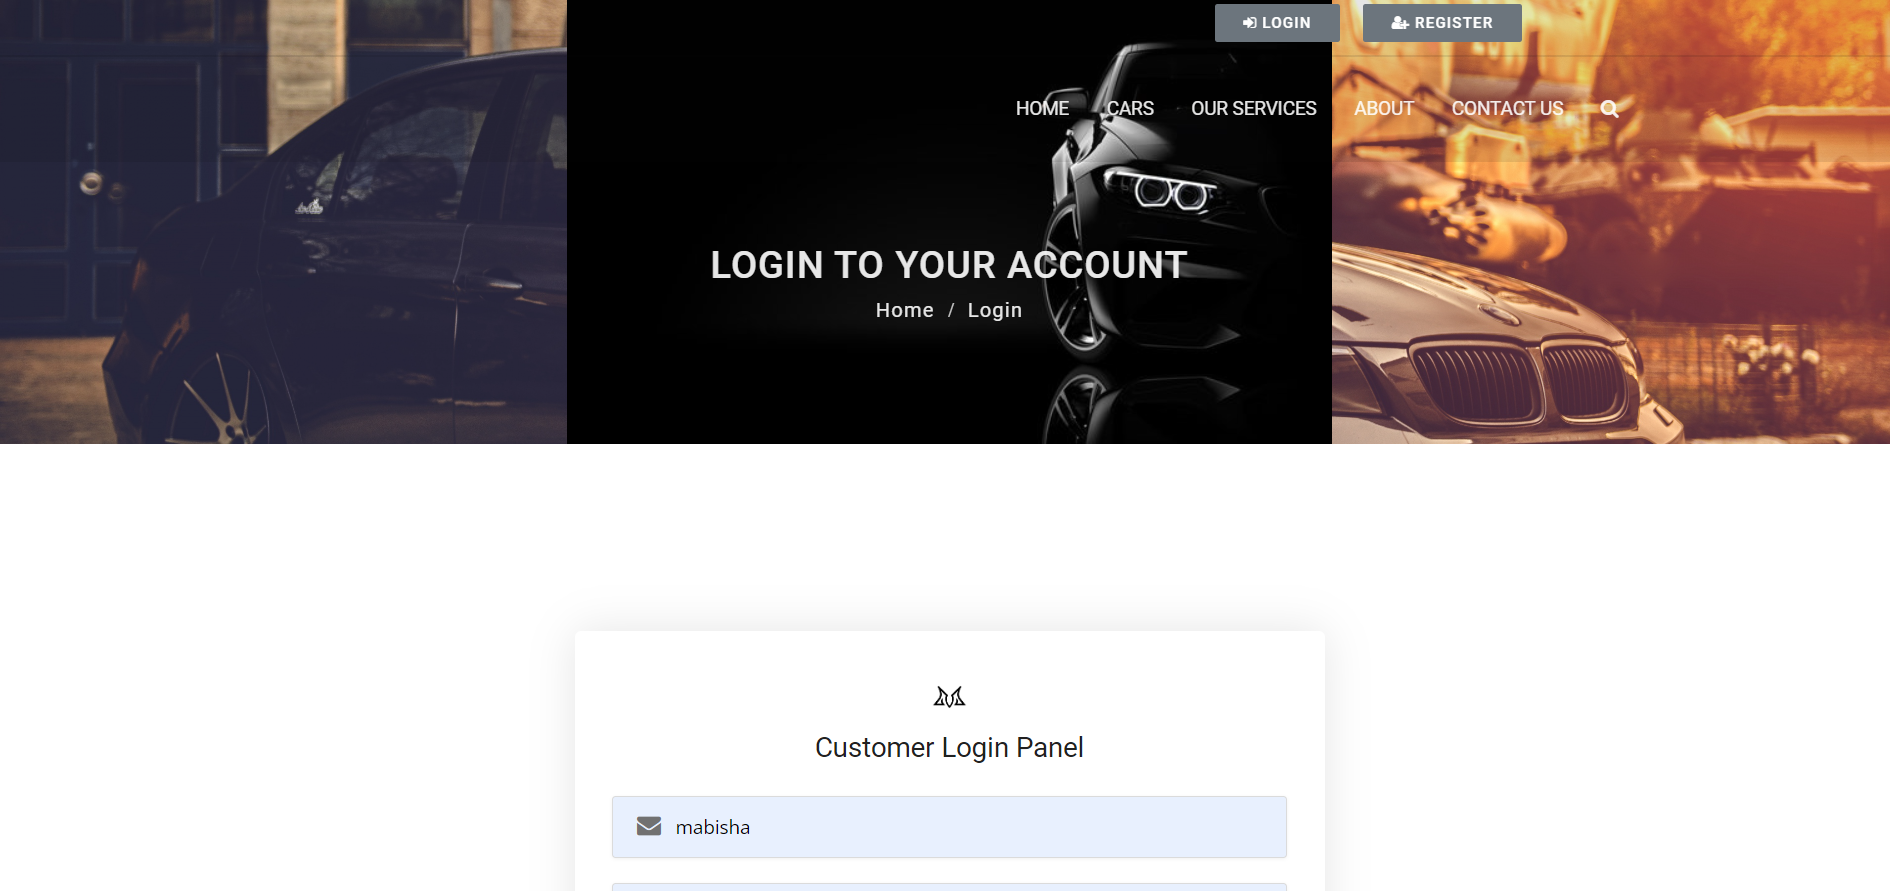 LOGIN
REGISTER
HOME
CARS
OUR SERVICES
ABOUT
CONTACT US
LOGIN TO YOUR ACCOUNT
Home / Login
Customer Login Panel
mabisha